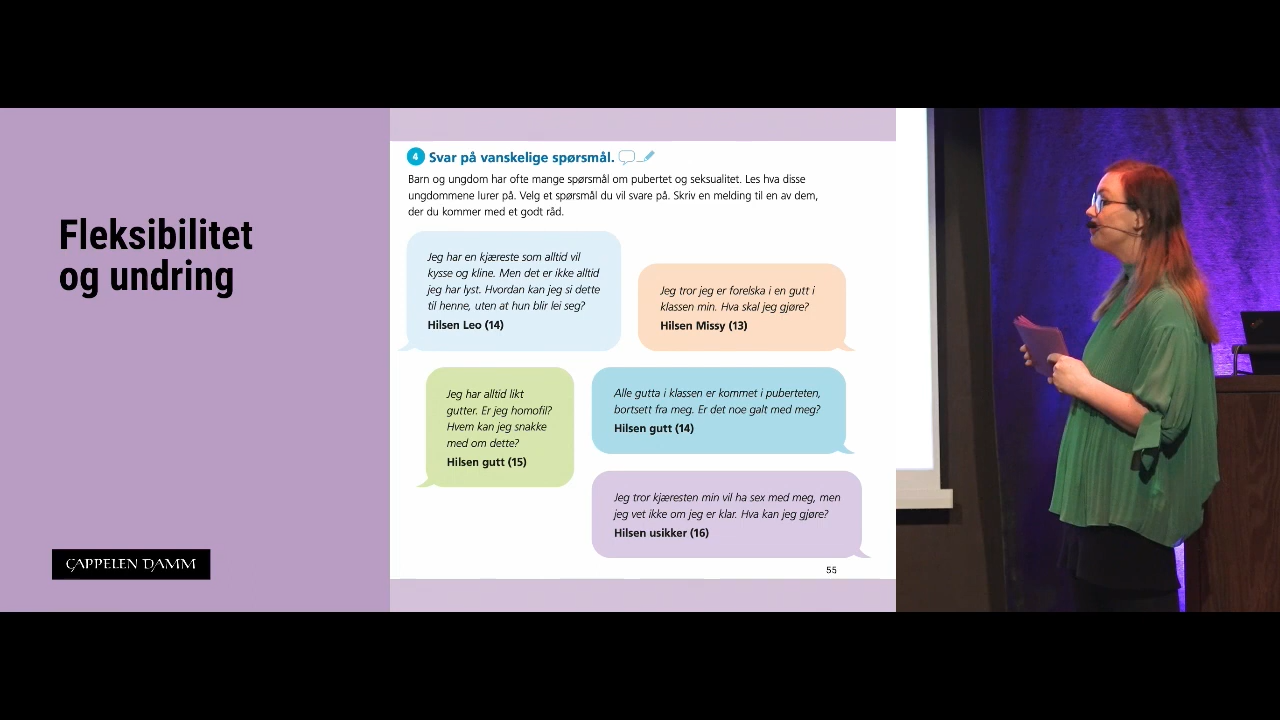 Fleksibilitet
og undring
CAPPELEN DAMM
4 Svar på vanskelige spørsmål.
Barn og ungdom har ofte mange spørsmål om pubertet og seksualitet. Les hva disse
ungdommene lurer på. Velg et spørsmål du vil svare på. Skriv en melding til en av dem,
der du kommer med et godt råd.
Jeg har en kjæreste som alltid vil
kysse og kline. Men det er ikke alltid
jeg har lyst. Hvordan kan jeg si dette
til henne, uten at hun blir lei seg?
Hilsen Leo (14)
Jeg tror jeg er forelska i en gutt i
klassen min. Hva skal jeg gjøre?
Hilsen Missy (13)
Jeg har alltid likt
gutter. Er jeg homofil?
Hvem kan jeg snakke
med om dette?
Hilsen gutt (15)
Alle gutta i klassen er kommet i puberteten,
bortsett fra meg. Er det noe galt med meg?
Hilsen gutt (14)
Jeg tror kjæresten min vil ha sex med meg, men
jeg vet ikke om jeg er klar. Hva kan jeg gjøre?
Hilsen usikker (16)
55